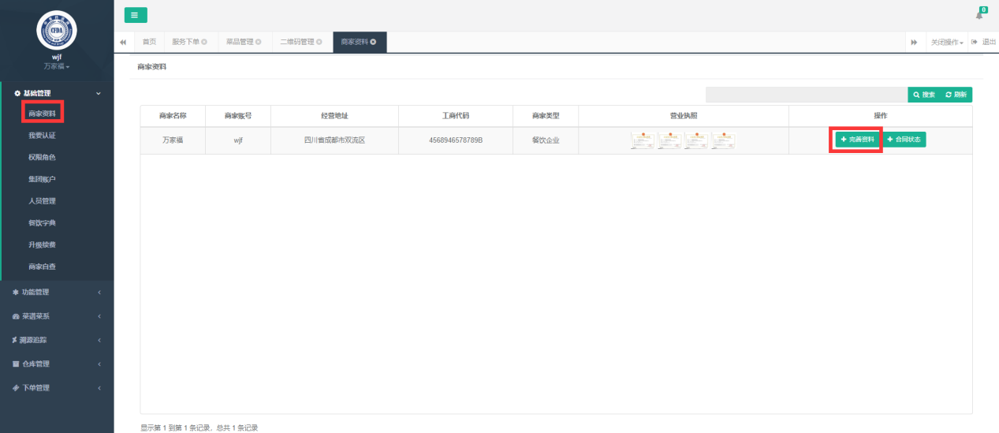 CFDA
0
wjf
万家福
首页 服务下单 菜品管理 二维码管理 商家资料 关闭操作 退出
商家资料
基础管理
商家资料
我要认证
权限角色
集团账户
人员管理
餐饮字典
升级续费
商家自查
功能管理
菜谱菜系
溯源追踪
仓库管理
下单管理
搜索 刷新
商家名称 商家账号 经营地址 工商代码 商家类型 营业执照 操作
万家福 wjf 四川省成都市双流区 4568946578789B 餐饮企业 完善资料 合同状态
显示第 1 到第 1 条记录，总共 1 条记录